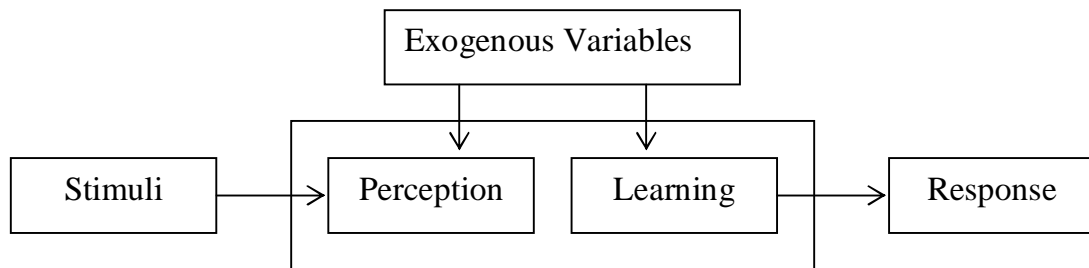 Exogenous Variables
Stimuli
Perception
Learning
Response